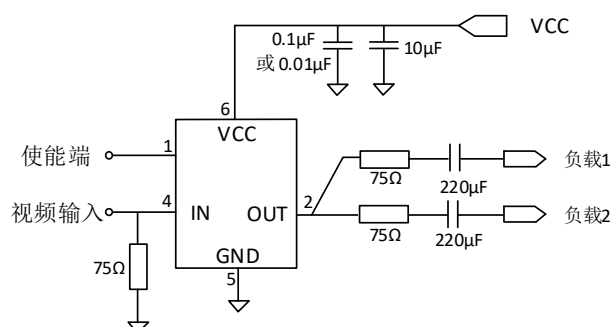 VCC
0.1μF
或 0.01μF
10μF
6
VCC
使能端
1
视频输入
4
IN
OUT
2
GND
5
75Ω
75Ω
220μF
负载1
75Ω
220μF
负载2